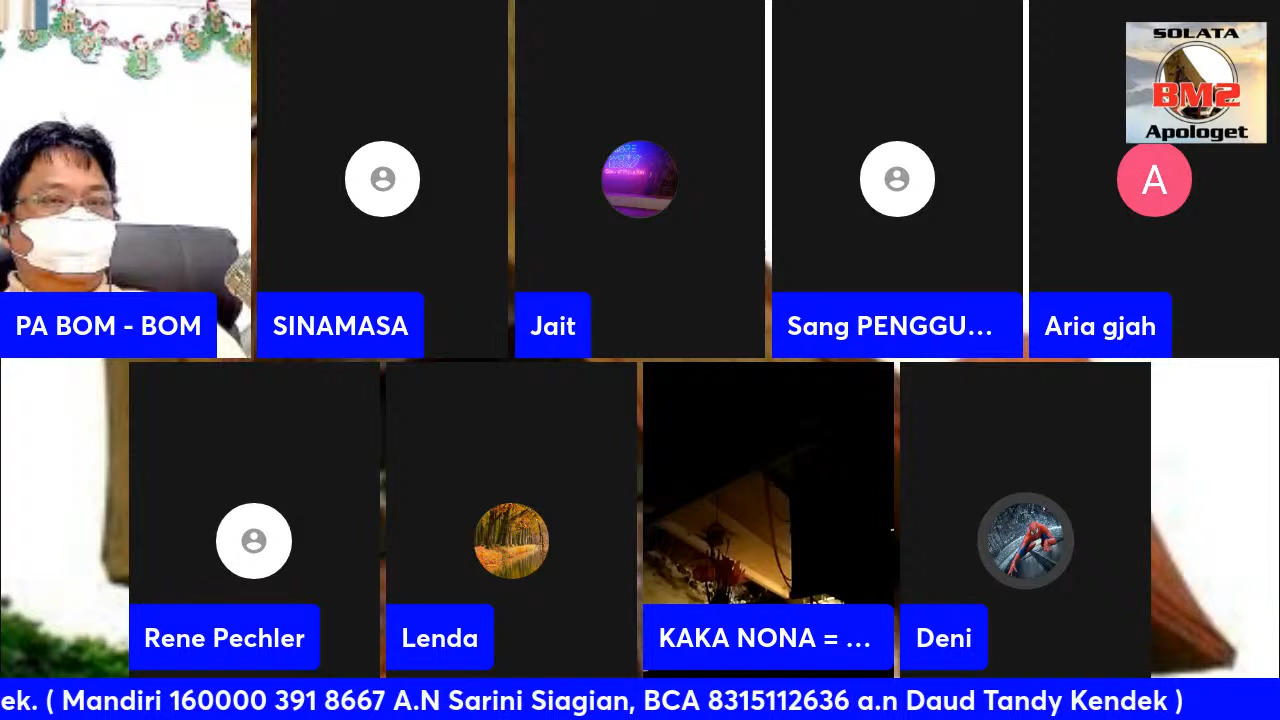 SOLATA
BM2
Apologet
A
PA BOM - BOM
SINAMASA
Jait
Sang PENGGU...
Aria gjah
Rene Pechler
Lenda
KAKA NONA = ...
Deni
ek. ( Mandiri 160000 391 8667 A.N Sarini Siagian, BCA 8315112636 a.n Daud Tandy Kendek )